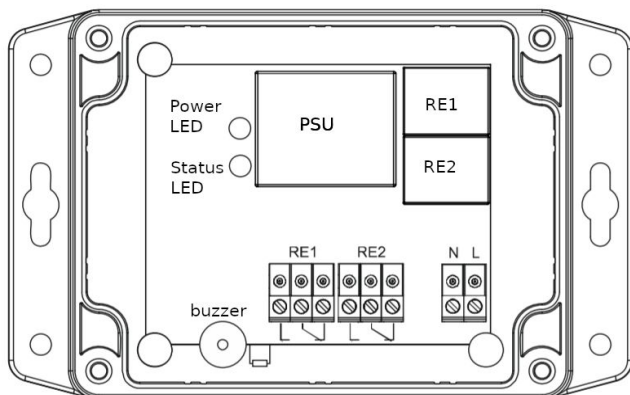 Power
LED
PSU
RE1
Status
LED
RE2
RE1
RE2
N
L
buzzer